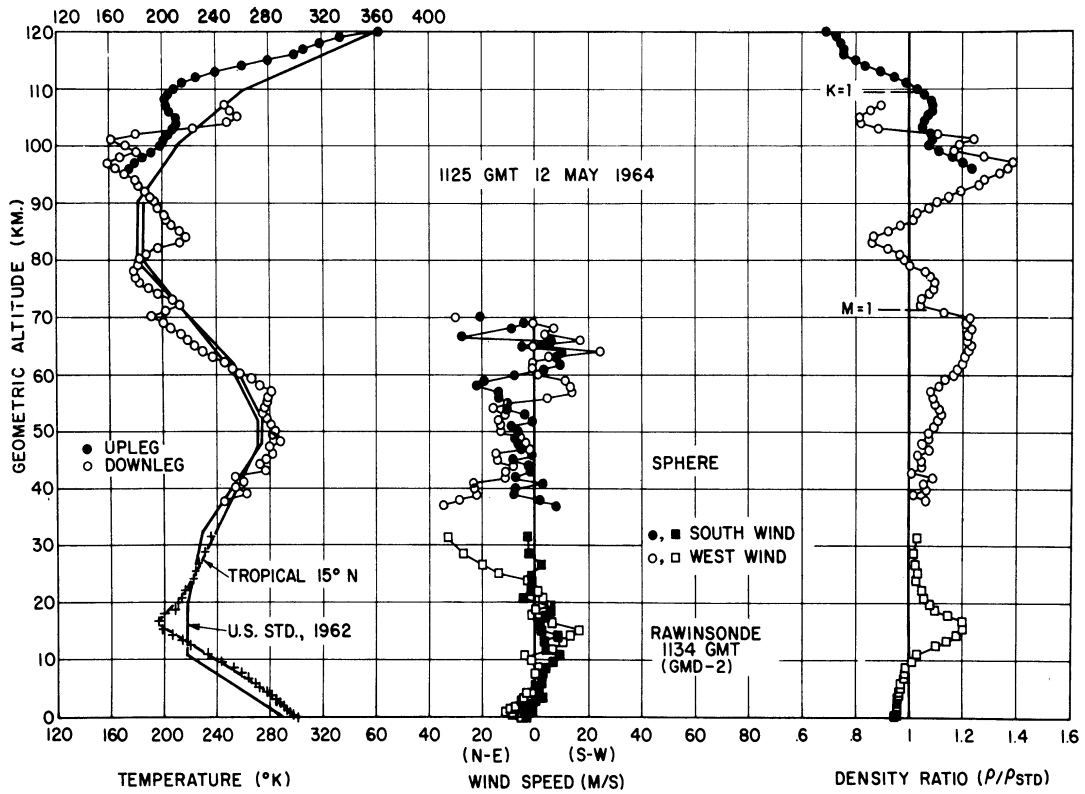 120 160 200 240 280 320 360 400
120
110
100
90
80
70
60
50
40
30
20
10
0
GEOMETRIC ALTITUDE (KM.)
K=1
1125 GMT 12 MAY 1964
M=1
● UPLEG
○ DOWNLEG
SPHERE
●, ■ SOUTH WIND
○, □ WEST WIND
TROPICAL 15° N
U.S. STD., 1962
RAWINSONDE
1134 GMT
(GMD-2)
120 160 200 240 280 320 360 40 20 0 20 40 60 80 .6 .8 1 1.2 1.4 1.6
(N-E) (S-W)
TEMPERATURE (°K) WIND SPEED (M/S) DENSITY RATIO (ρ/ρSTD)